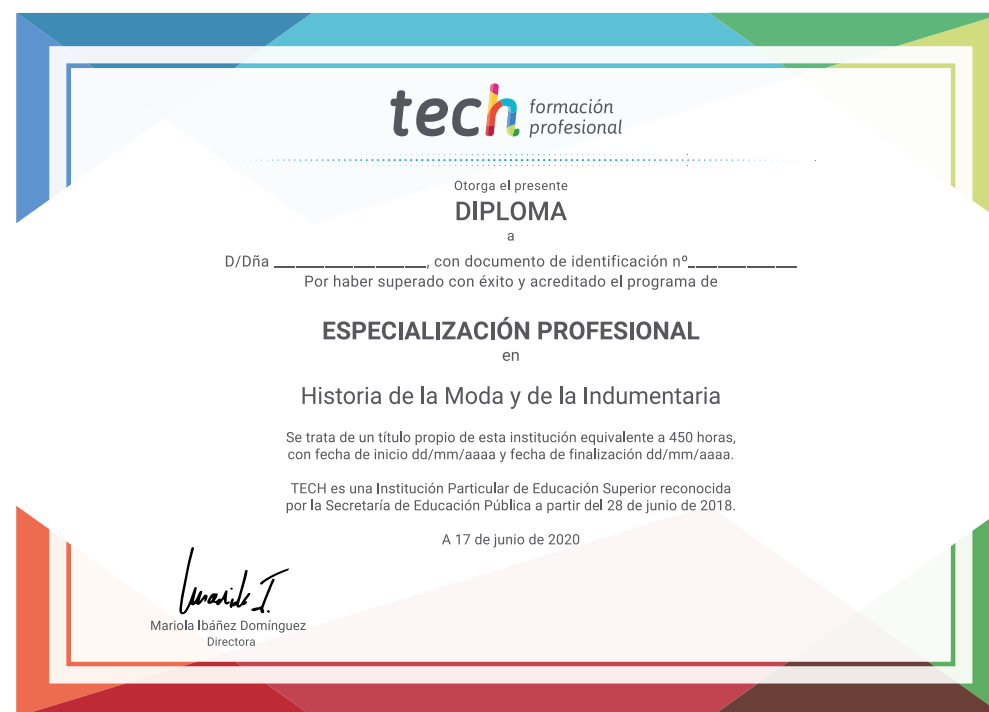 tech formación
profesional
Otorga el presente
DIPLOMA
a
D/Dña ______________, con documento de identificación nº__________
Por haber superado con éxito y acreditado el programa de
ESPECIALIZACIÓN PROFESIONAL
en
Historia de la Moda y de la Indumentaria
Se trata de un título propio de esta institución equivalente a 450 horas,
con fecha de inicio dd/mm/aaaa y fecha de finalización dd/mm/aaaa.
TECH es una Institución Particular de Educación Superior reconocida
por la Secretaría de Educación Pública a partir del 28 de junio de 2018.
A 17 de junio de 2020
Mariola Ibáñez Domínguez
Directora